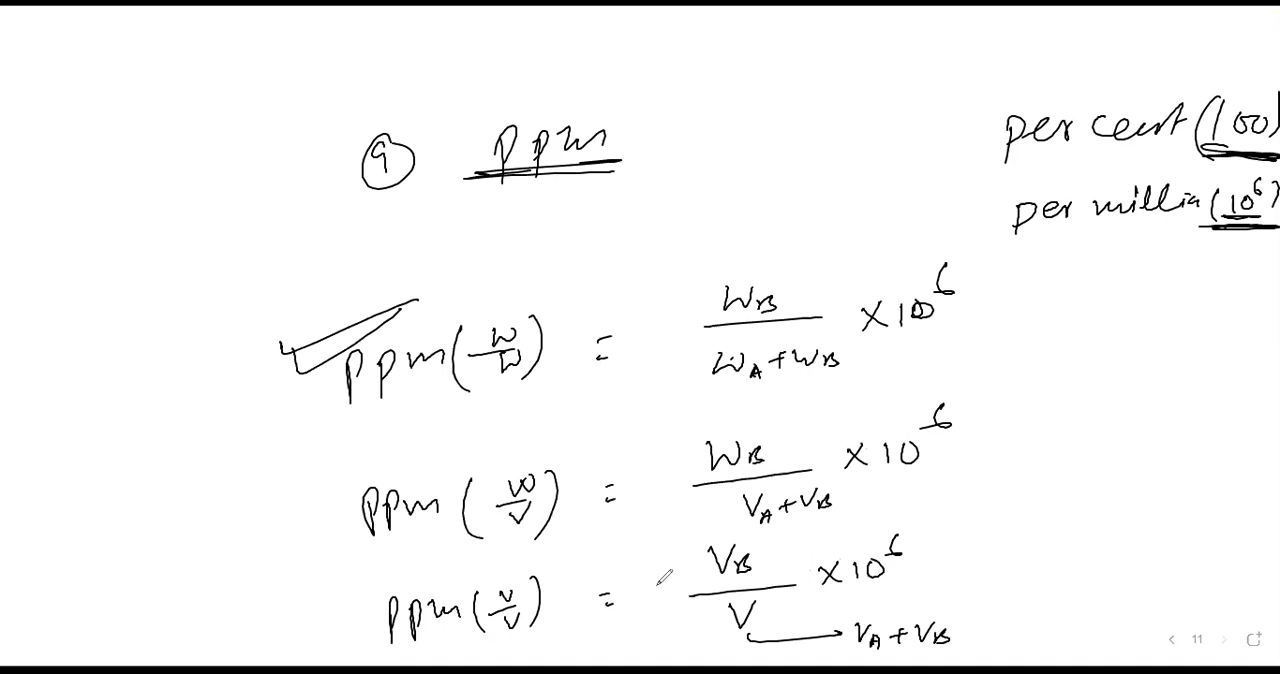 ⑨ ppm
per cent (100)
per millia (10⁶)
ppm (w/w) = W_B / (W_A + W_B) × 10⁶
ppm (w/v) = W_B / (V_A + V_B) × 10⁶
ppm (v/v) = V_B / V × 10⁶
V → V_A + V_B
< 11 >